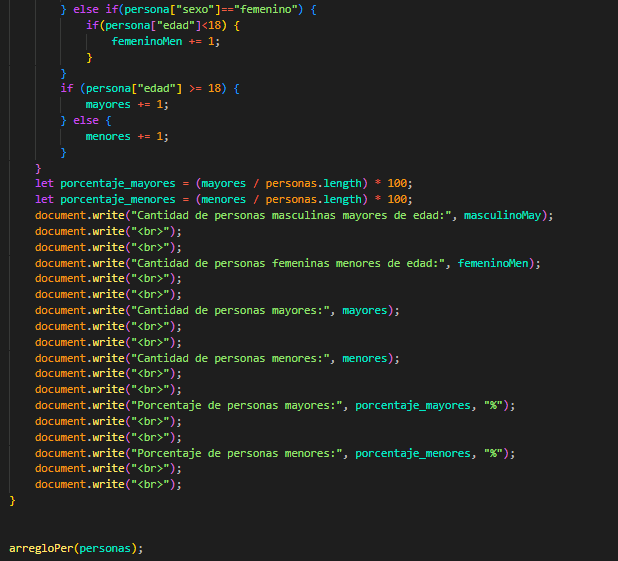 } else if(persona["sexo"]=="femenino") {
if(persona["edad"]<18) {
femeninoMen += 1;
}
}
if (persona["edad"] >= 18) {
mayores += 1;
} else {
menores += 1;
}
}
let porcentaje_mayores = (mayores / personas.length) * 100;
let porcentaje_menores = (menores / personas.length) * 100;
document.write("Cantidad de personas masculinas mayores de edad:", masculinoMay);
document.write("<br>");
document.write("<br>");
document.write("Cantidad de personas femeninas menores de edad:", femeninoMen);
document.write("<br>");
document.write("<br>");
document.write("Cantidad de personas mayores:", mayores);
document.write("<br>");
document.write("<br>");
document.write("Cantidad de personas menores:", menores);
document.write("<br>");
document.write("<br>");
document.write("Porcentaje de personas mayores:", porcentaje_mayores, "%");
document.write("<br>");
document.write("<br>");
document.write("Porcentaje de personas menores:", porcentaje_menores, "%");
document.write("<br>");
document.write("<br>");
}
arregloPer(personas);